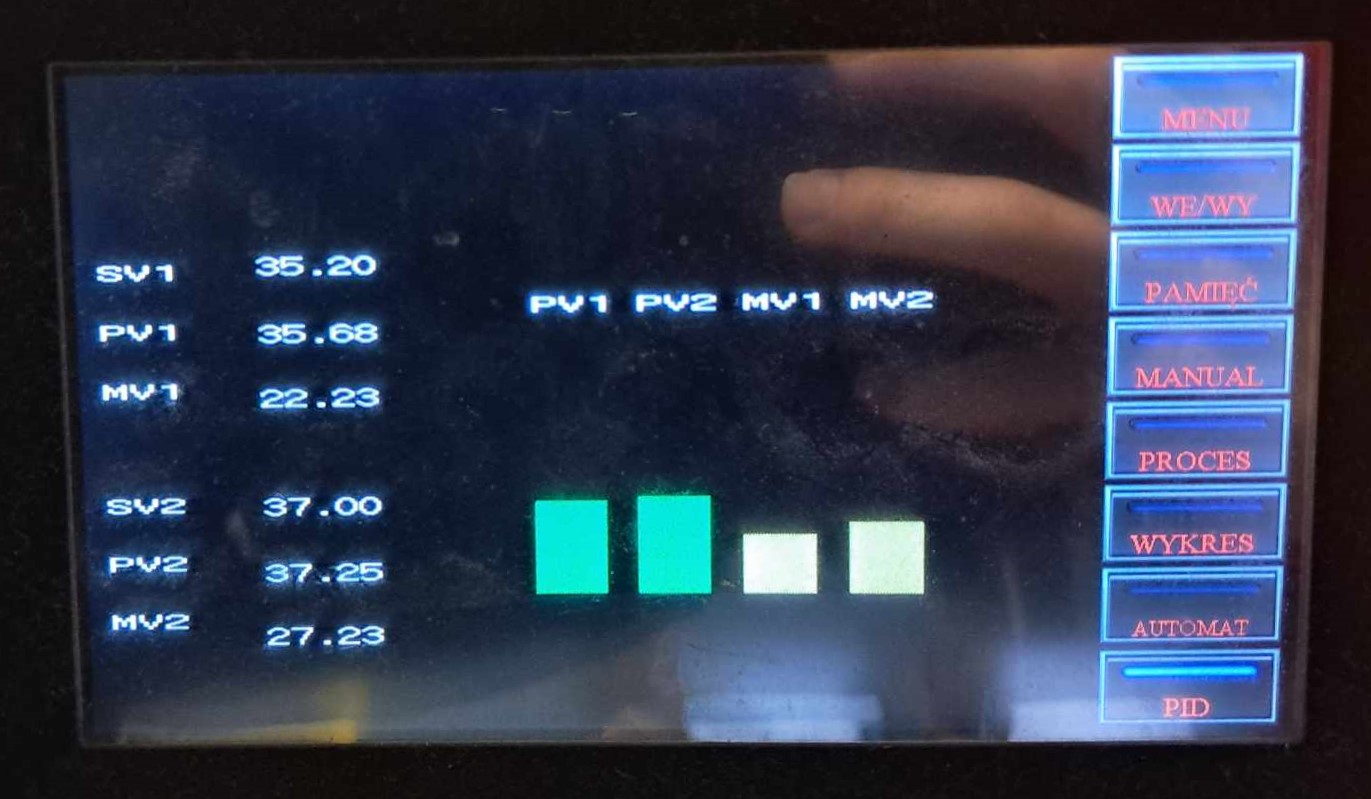 SV1 35.20
PV1 35.68
MV1 22.23
SV2 37.00
PV2 37.25
MV2 27.23
PV1 PV2 MV1 MV2
MENU
WE/WY
PAMIĘĆ
MANUAL
PROCES
WYKRES
AUTOMAT
PID